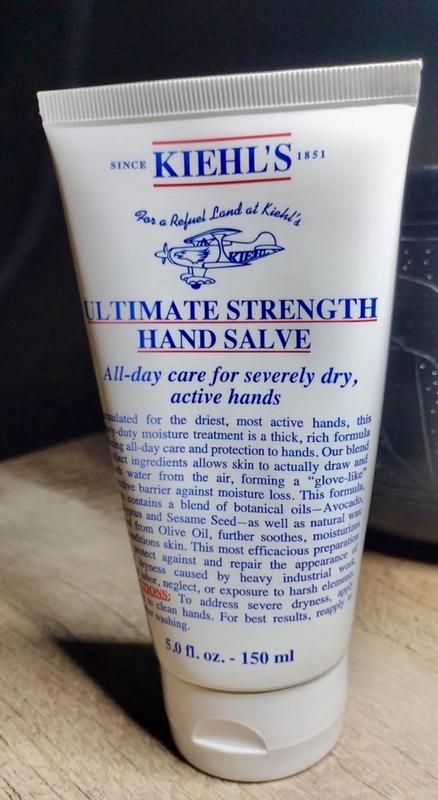 SINCE KIEHL'S 1851
For a Refuel Land at Kiehl's
KIEHL'S
ULTIMATE STRENGTH
HAND SALVE
All-day care for severely dry,
active hands
for the driest, most active hands, this
moisture treatment is a thick, rich formula
all-day care and protection to hands. Our blend
ingredients allows skin to actually draw and
water from the air, forming a “glove-like”
barrier against moisture loss. This formula,
contains a blend of botanical oils—Avocado,
and Sesame Seed—as well as natural wax
from Olive Oil, further soothes, moisturizes
skin. This most efficacious preparation
against and repair the appearance of
dryness caused by heavy industrial work,
labor, neglect, or exposure to harsh elements.
To address severe dryness, apply
to clean hands. For best results, reapply
washing.
5.0 fl. oz. - 150 ml